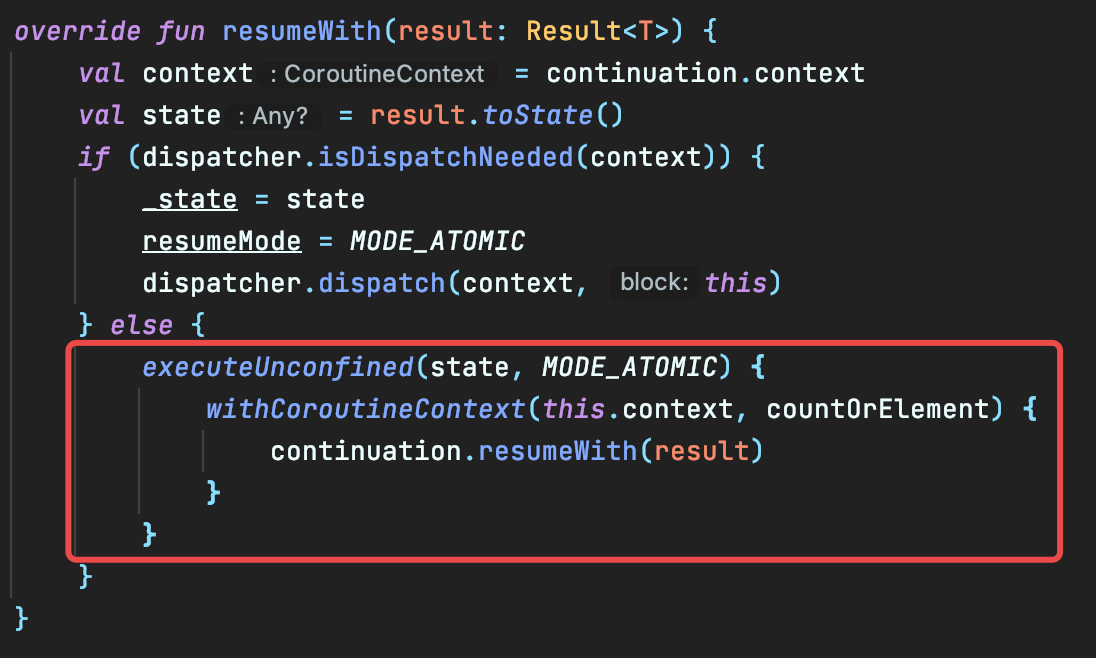 override fun resumeWith(result: Result<T>) {
    val context : CoroutineContext = continuation.context
    val state : Any? = result.toState()
    if (dispatcher.isDispatchNeeded(context)) {
        _state = state
        resumeMode = MODE_ATOMIC
        dispatcher.dispatch(context, block: this)
    } else {
        executeUnconfined(state, MODE_ATOMIC) {
            withCoroutineContext(this.context, countOrElement) {
                continuation.resumeWith(result)
            }
        }
    }
}